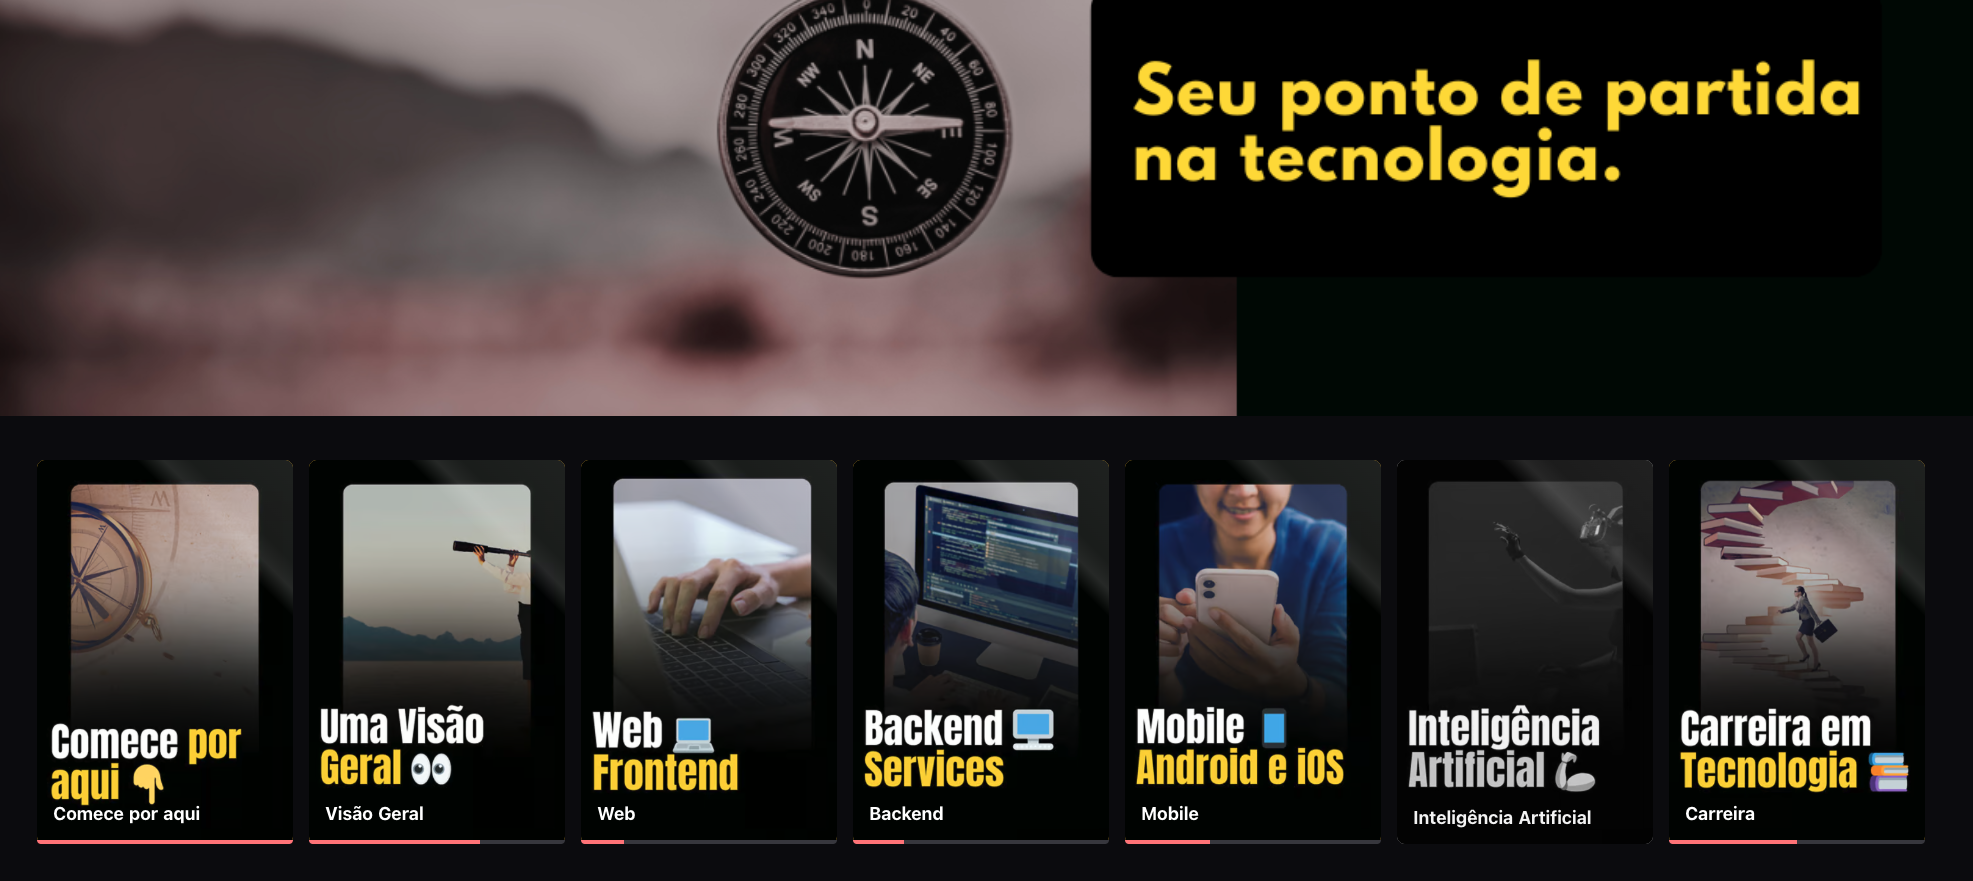 340 0 20
320 40
300 N 60
NW NE
280 80
W E
260 100
SW SE
240 120
S
220 140
200 180 160
Seu ponto de partida
na tecnologia.
W
Comece por
aqui 👇
Comece por aqui
Uma Visão
Geral 👀
Visão Geral
Web 💻
Frontend
Web
Backend 🖥️
Services
Backend
Mobile 📱
Android e iOS
Mobile
Inteligência
Artificial 🦾
Inteligência Artificial
Carreira em
Tecnologia 📚
Carreira